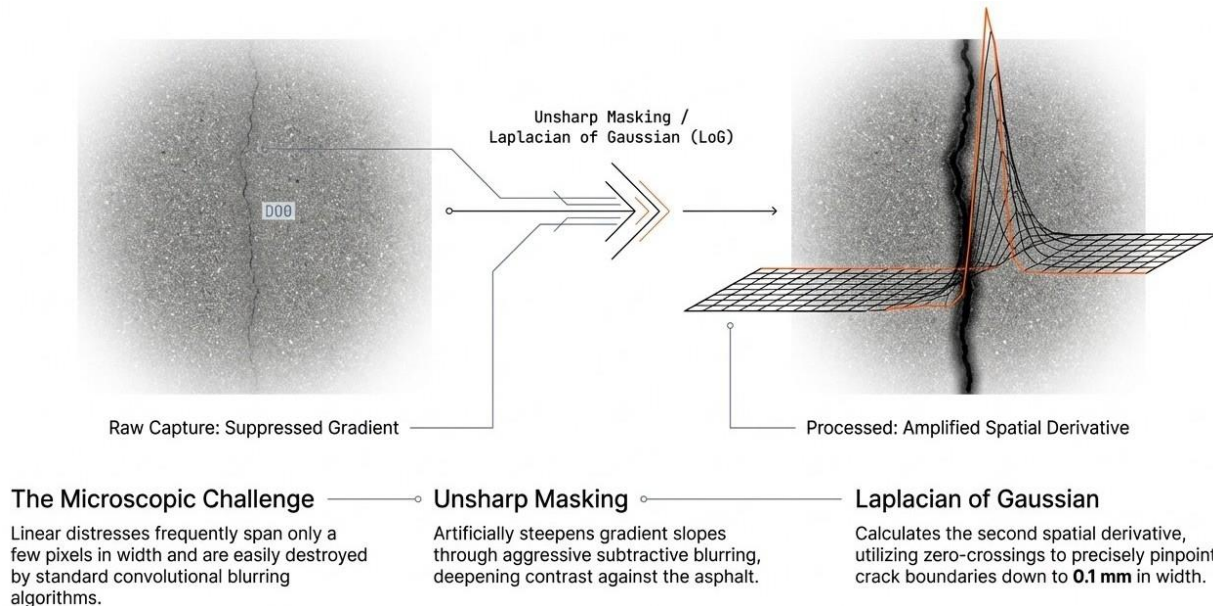 Unsharp Masking /
Laplacian of Gaussian (LoG)
D00
Raw Capture: Suppressed Gradient
Processed: Amplified Spatial Derivative
The Microscopic Challenge
Linear distresses frequently span only a
few pixels in width and are easily destroyed
by standard convolutional blurring
algorithms.
Unsharp Masking
Artificially steepens gradient slopes
through aggressive subtractive blurring,
deepening contrast against the asphalt.
Laplacian of Gaussian
Calculates the second spatial derivative,
utilizing zero-crossings to precisely pinpoint
crack boundaries down to 0.1 mm in width.